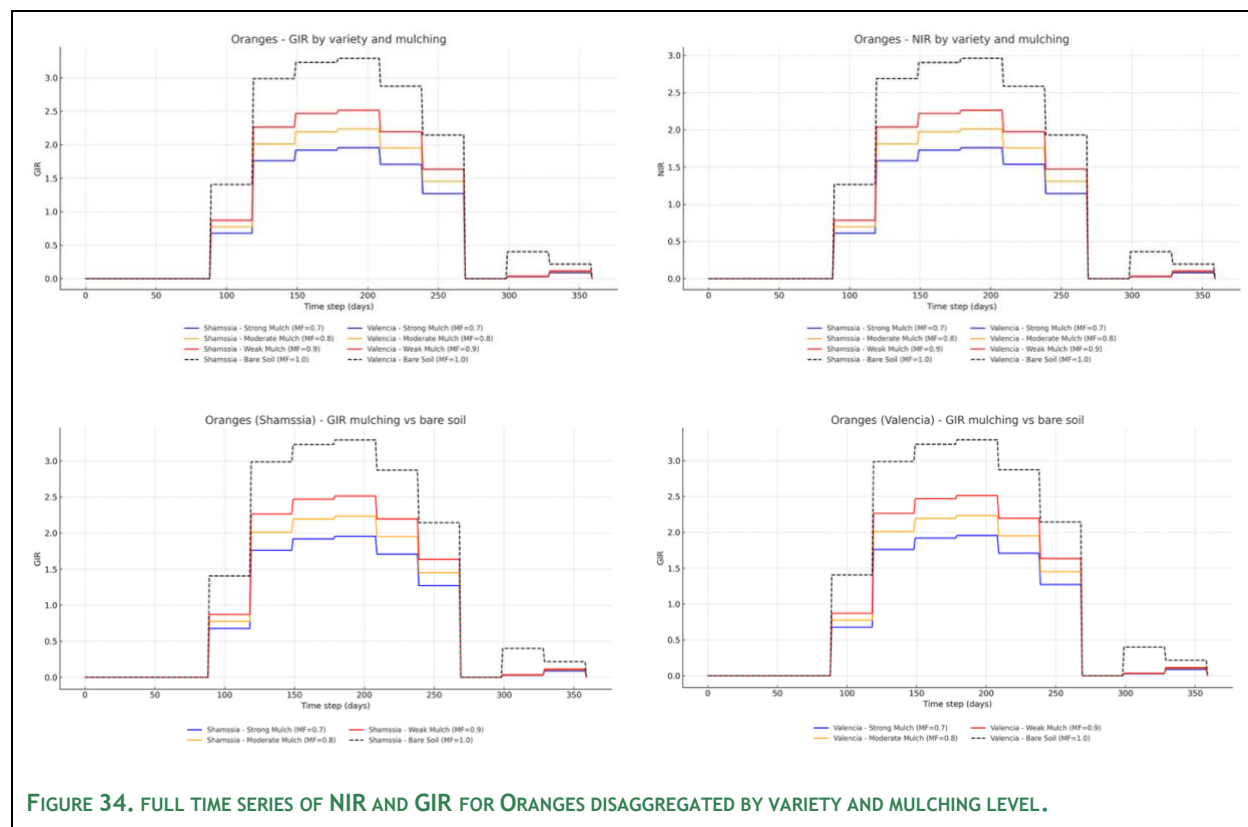 Oranges - GIR by variety and mulching
GIR
3.0
2.5
2.0
1.5
1.0
0.5
0.0
0 50 100 150 200 250 300 350
Time step (days)
Shamssia - Strong Mulch (MF=0.7) Valencia - Strong Mulch (MF=0.7)
Shamssia - Moderate Mulch (MF=0.8) Valencia - Moderate Mulch (MF=0.8)
Shamssia - Weak Mulch (MF=0.9) Valencia - Weak Mulch (MF=0.9)
Shamssia - Bare Soil (MF=1.0) Valencia - Bare Soil (MF=1.0)
Oranges - NIR by variety and mulching
NIR
3.0
2.5
2.0
1.5
1.0
0.5
0.0
0 50 100 150 200 250 300 350
Time step (days)
Shamssia - Strong Mulch (MF=0.7) Valencia - Strong Mulch (MF=0.7)
Shamssia - Moderate Mulch (MF=0.8) Valencia - Moderate Mulch (MF=0.8)
Shamssia - Weak Mulch (MF=0.9) Valencia - Weak Mulch (MF=0.9)
Shamssia - Bare Soil (MF=1.0) Valencia - Bare Soil (MF=1.0)
Oranges (Shamssia) - GIR mulching vs bare soil
GIR
3.0
2.5
2.0
1.5
1.0
0.5
0.0
0 50 100 150 200 250 300 350
Time step (days)
Shamssia - Strong Mulch (MF=0.7) Shamssia - Weak Mulch (MF=0.9)
Shamssia - Moderate Mulch (MF=0.8) Shamssia - Bare Soil (MF=1.0)
Oranges (Valencia) - GIR mulching vs bare soil
GIR
3.0
2.5
2.0
1.5
1.0
0.5
0.0
0 50 100 150 200 250 300 350
Time step (days)
Valencia - Strong Mulch (MF=0.7) Valencia - Weak Mulch (MF=0.9)
Valencia - Moderate Mulch (MF=0.8) Valencia - Bare Soil (MF=1.0)
FIGURE 34. FULL TIME SERIES OF NIR AND GIR FOR ORANGES DISAGGREGATED BY VARIETY AND MULCHING LEVEL.